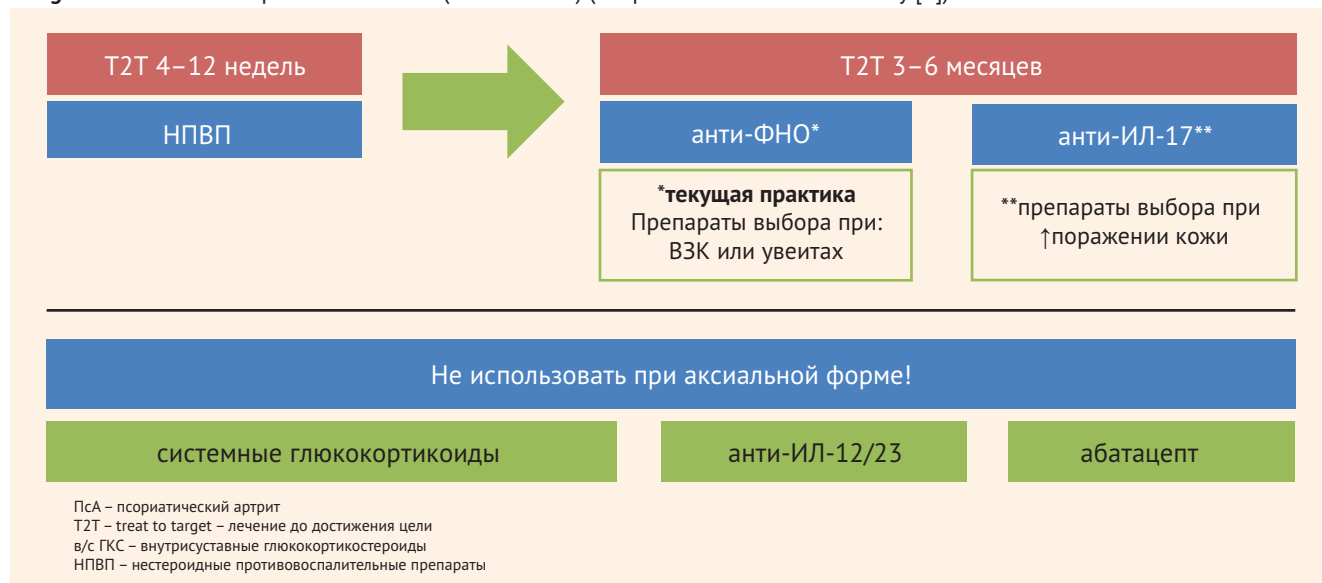 Т2Т 4–12 недель
Т2Т 3–6 месяцев
НПВП
анти-ФНО*
анти-ИЛ-17**
*текущая практика
Препараты выбора при:
ВЗК или увеитах
**препараты выбора при
↑поражении кожи
Не использовать при аксиальной форме!
системные глюкокортикоиды
анти-ИЛ-12/23
абатацепт
ПсА – псориатический артрит
Т2Т – treat to target – лечение до достижения цели
в/с ГКС – внутрисуставные глюкокортикостероиды
НПВП – нестероидные противовоспалительные препараты